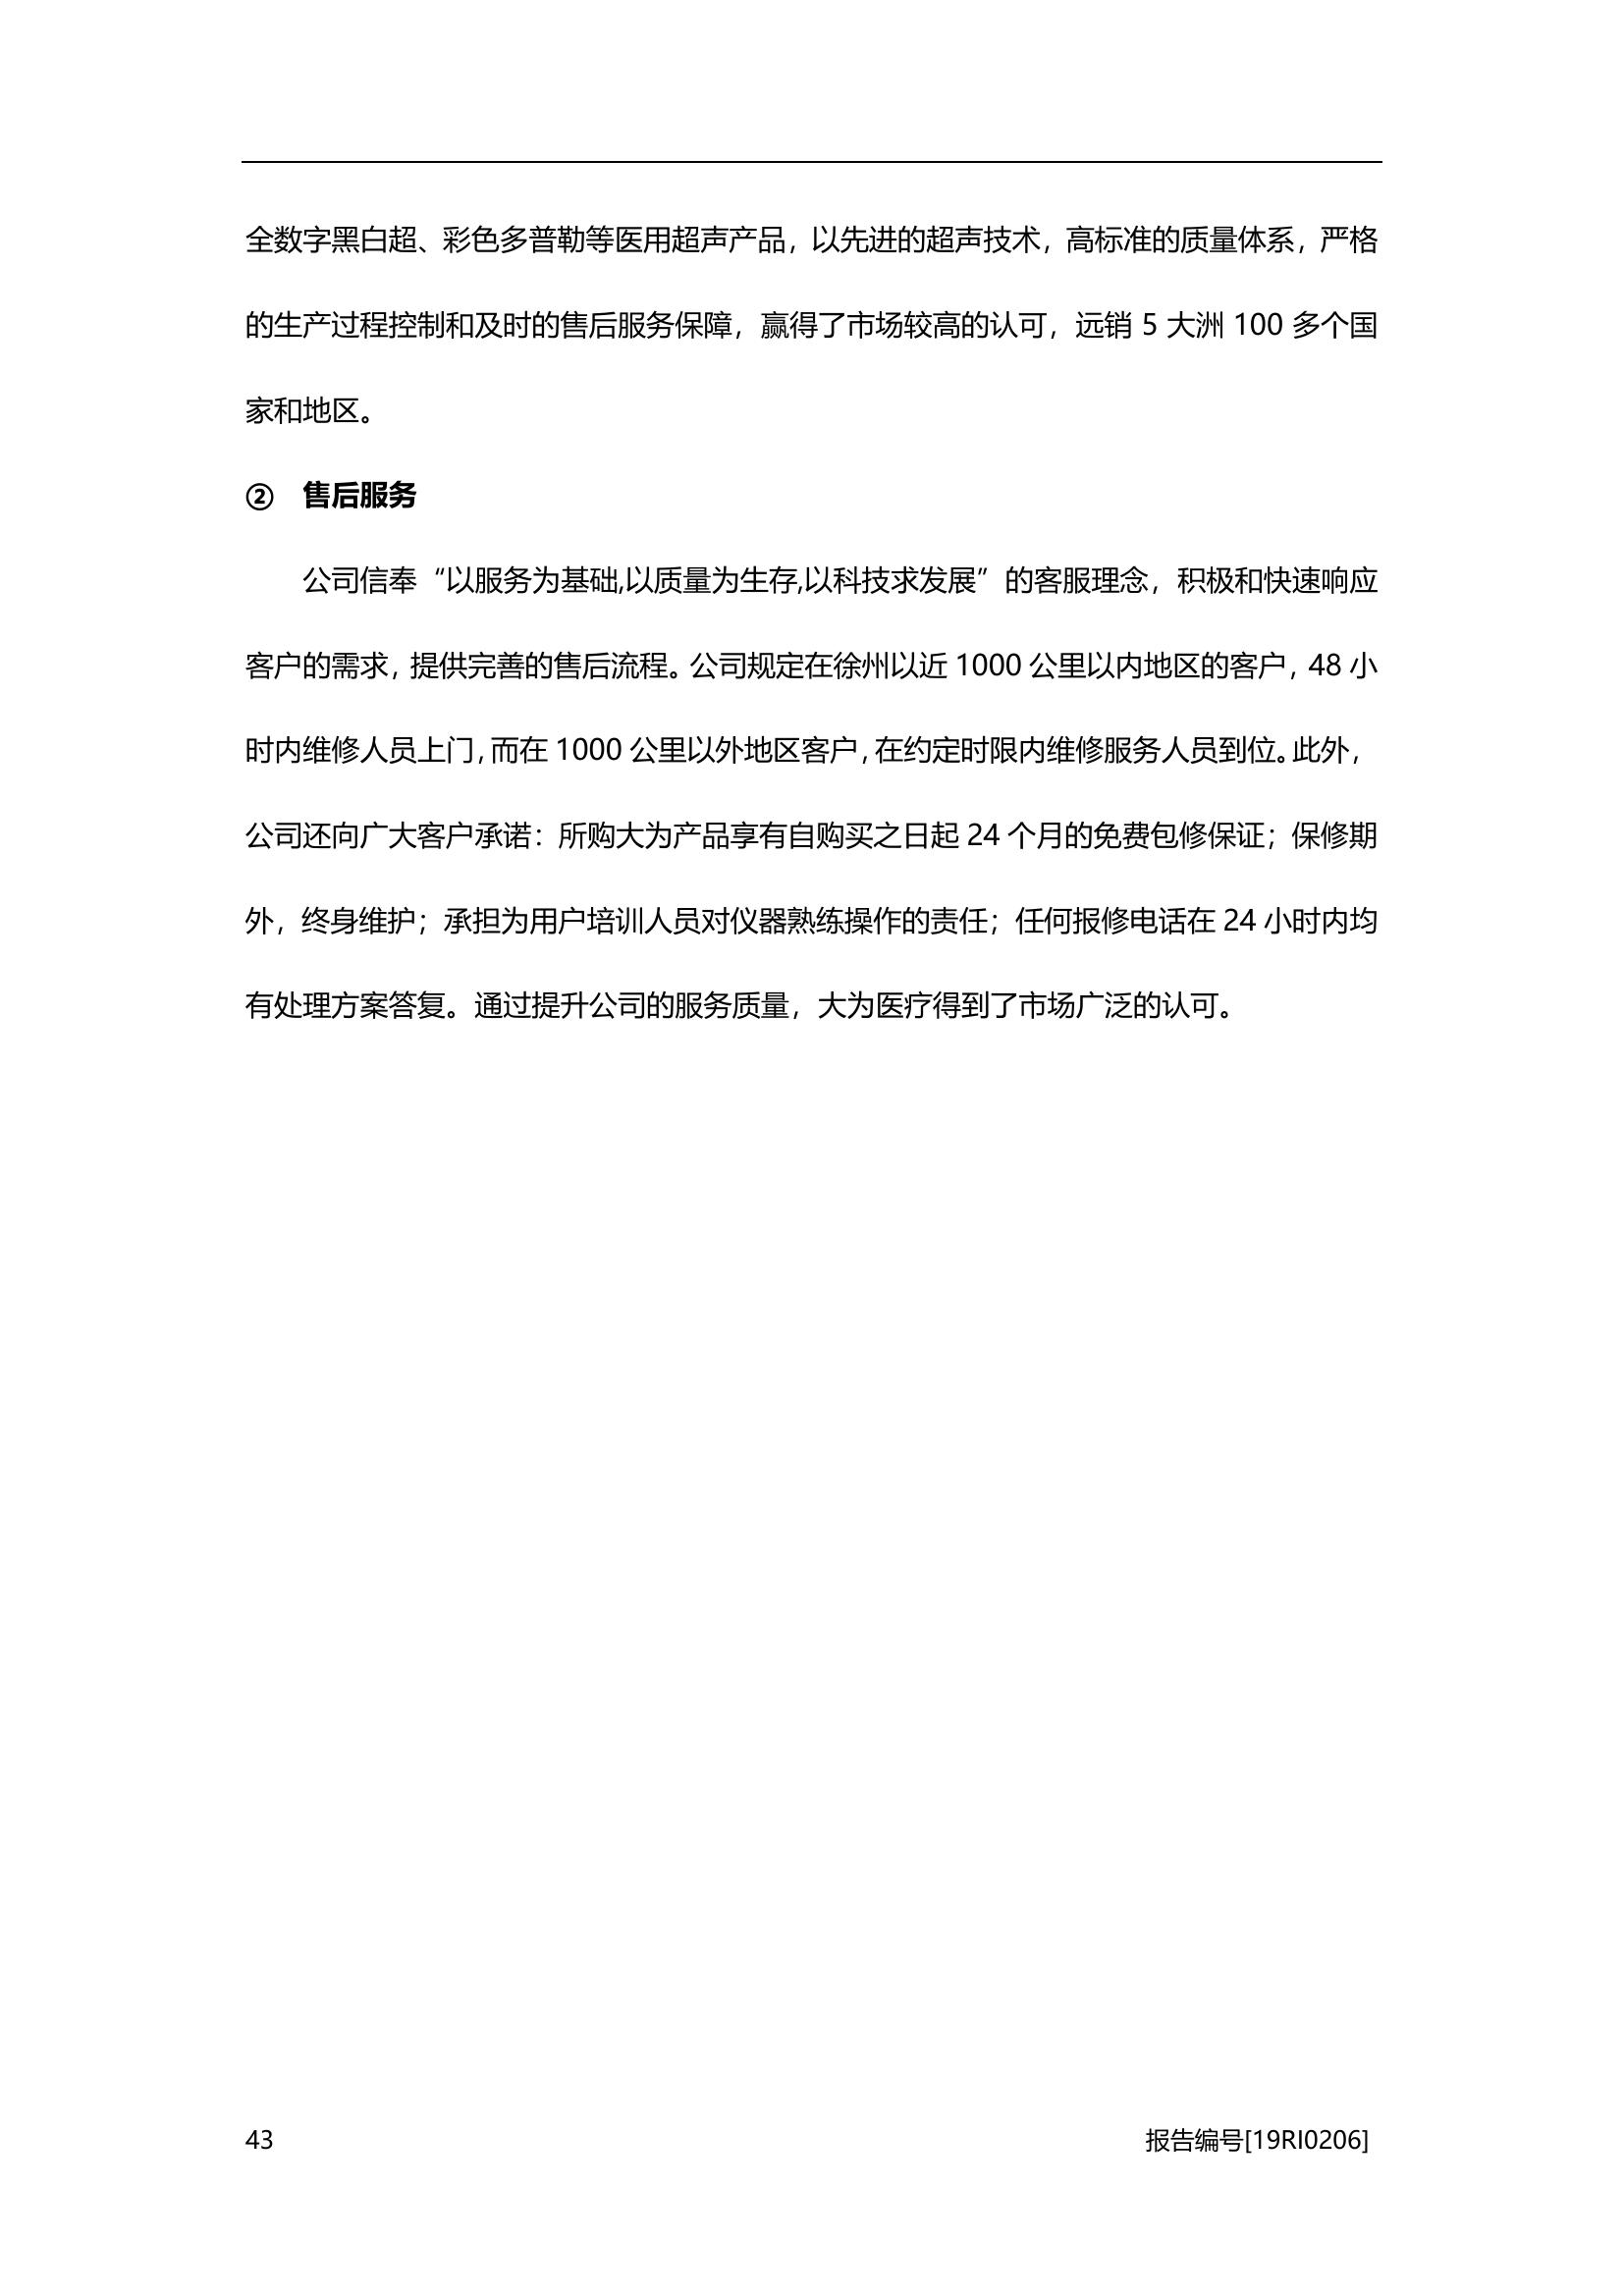 全数字黑白超、彩色多普勒等医用超声产品，以先进的超声技术，高标准的质量体系，严格
的生产过程控制和及时的售后服务保障，赢得了市场较高的认可，远销 5 大洲 100 多个国
家和地区。
② 售后服务
公司信奉“以服务为基础,以质量为生存,以科技求发展”的客服理念，积极和快速响应
客户的需求，提供完善的售后流程。公司规定在徐州以近 1000 公里以内地区的客户，48 小
时内维修人员上门，而在 1000 公里以外地区客户，在约定时限内维修服务人员到位。此外，
公司还向广大客户承诺：所购大为产品享有自购买之日起 24 个月的免费包修保证；保修期
外，终身维护；承担为用户培训人员对仪器熟练操作的责任；任何报修电话在 24 小时内均
有处理方案答复。通过提升公司的服务质量，大为医疗得到了市场广泛的认可。
43 报告编号[19RI0206]